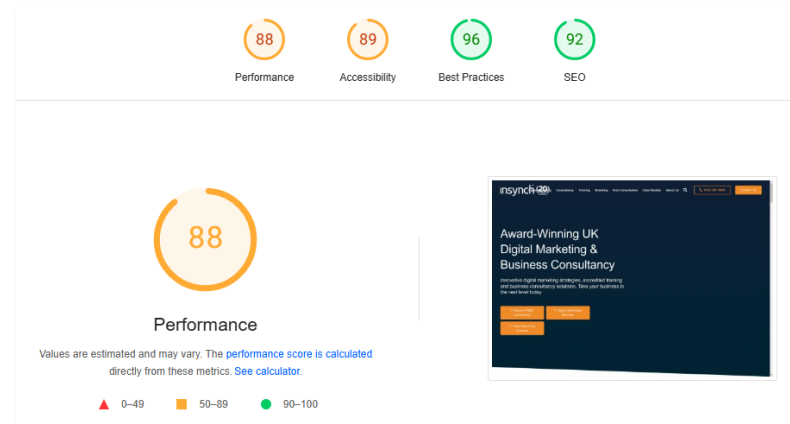 88
89
96
92
Performance
Accessibility
Best Practices
SEO
88
Performance
Values are estimated and may vary. The performance score is calculated
directly from these metrics. See calculator.
0–49
50–89
90–100
insynch 20
Consultancy Training Branding Free Consultation Case Studies About Us
Award-Winning UK
Digital Marketing &
Business Consultancy
Innovative digital marketing strategies, accredited training
and business consultancy solutions. Take your business to
the next level today